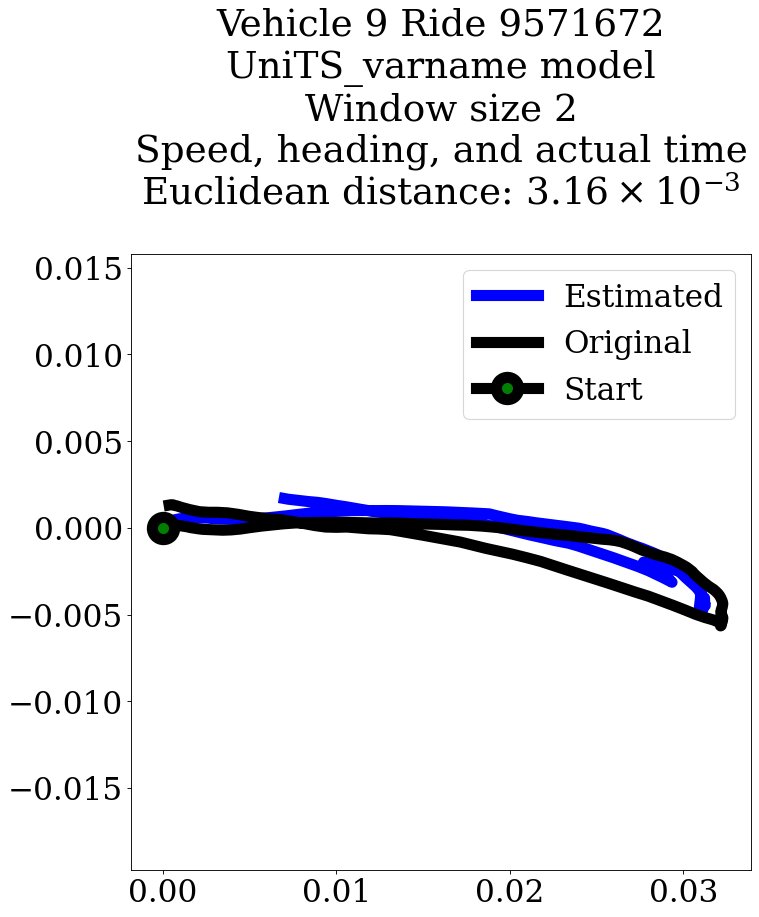 Vehicle 9 Ride 9571672
UniTS_varname model
Window size 2
Speed, heading, and actual time
Euclidean distance: 3.16 × 10⁻³
Estimated
Original
Start
0.015
0.010
0.005
0.000
−0.005
−0.010
−0.015
0.00 0.01 0.02 0.03